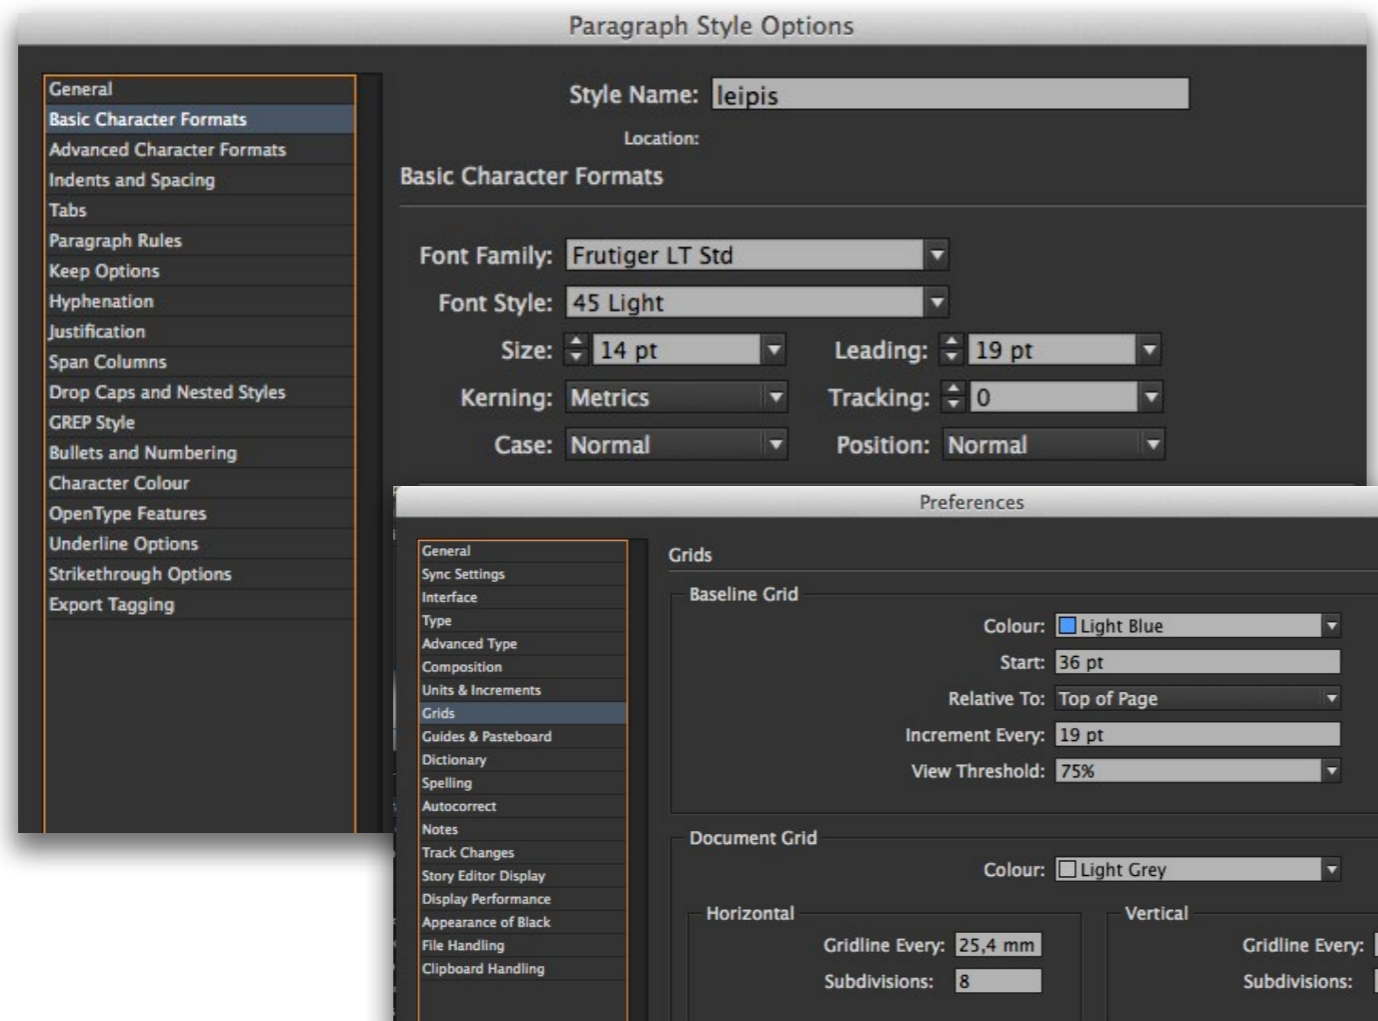 Paragraph Style Options
General
Basic Character Formats
Advanced Character Formats
Indents and Spacing
Tabs
Paragraph Rules
Keep Options
Hyphenation
Justification
Span Columns
Drop Caps and Nested Styles
GREP Style
Bullets and Numbering
Character Colour
OpenType Features
Underline Options
Strikethrough Options
Export Tagging
Style Name: leipis
Location:
Basic Character Formats
Font Family: Frutiger LT Std
Font Style: 45 Light
Size: 14 pt Leading: 19 pt
Kerning: Metrics Tracking: 0
Case: Normal Position: Normal
Preferences
General
Sync Settings
Interface
Type
Advanced Type
Composition
Units & Increments
Grids
Guides & Pasteboard
Dictionary
Spelling
Autocorrect
Notes
Track Changes
Story Editor Display
Display Performance
Appearance of Black
File Handling
Clipboard Handling
Grids
Baseline Grid
Colour: Light Blue
Start: 36 pt
Relative To: Top of Page
Increment Every: 19 pt
View Threshold: 75%
Document Grid
Colour: Light Grey
Horizontal
Gridline Every: 25,4 mm
Subdivisions: 8
Vertical
Gridline Every:
Subdivisions: